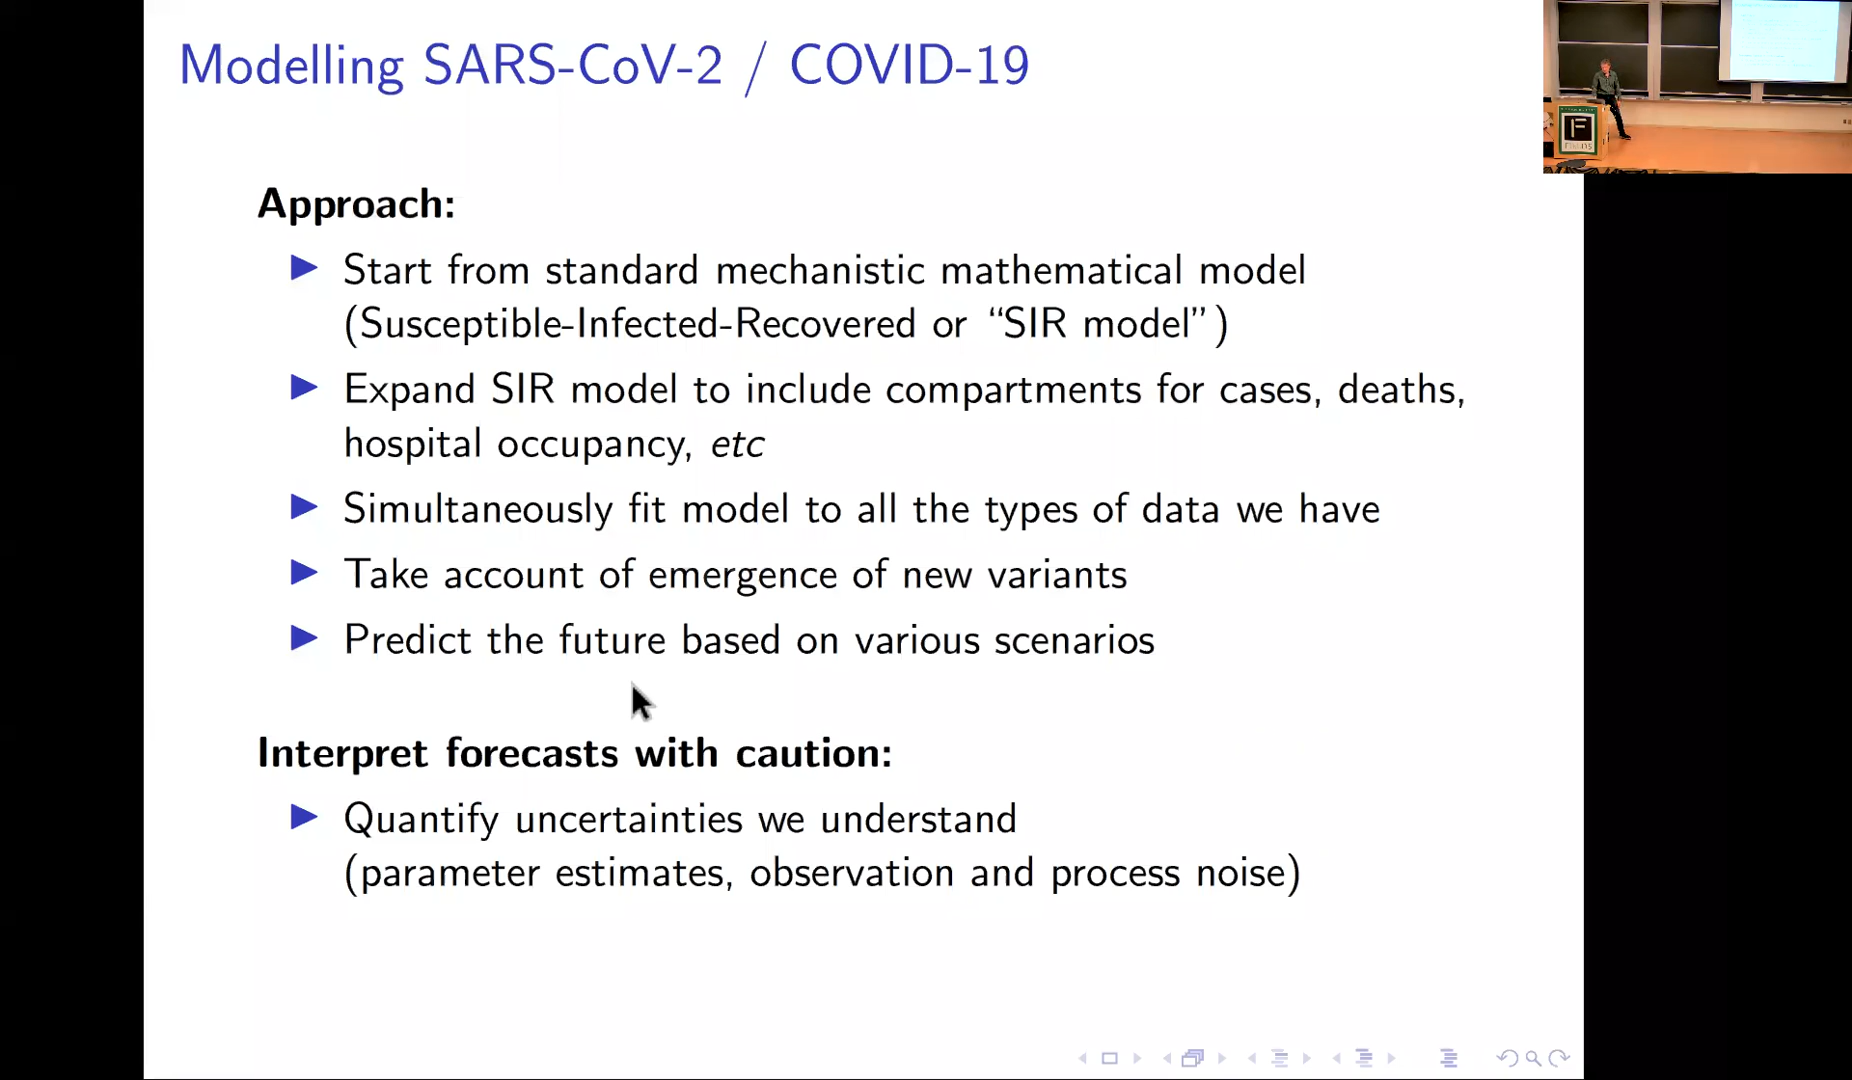 Modelling SARS-CoV-2 / COVID-19
Approach:
Start from standard mechanistic mathematical model
(Susceptible-Infected-Recovered or “SIR model”)
Expand SIR model to include compartments for cases, deaths,
hospital occupancy, etc
Simultaneously fit model to all the types of data we have
Take account of emergence of new variants
Predict the future based on various scenarios
Interpret forecasts with caution:
Quantify uncertainties we understand
(parameter estimates, observation and process noise)
F
FIELDS